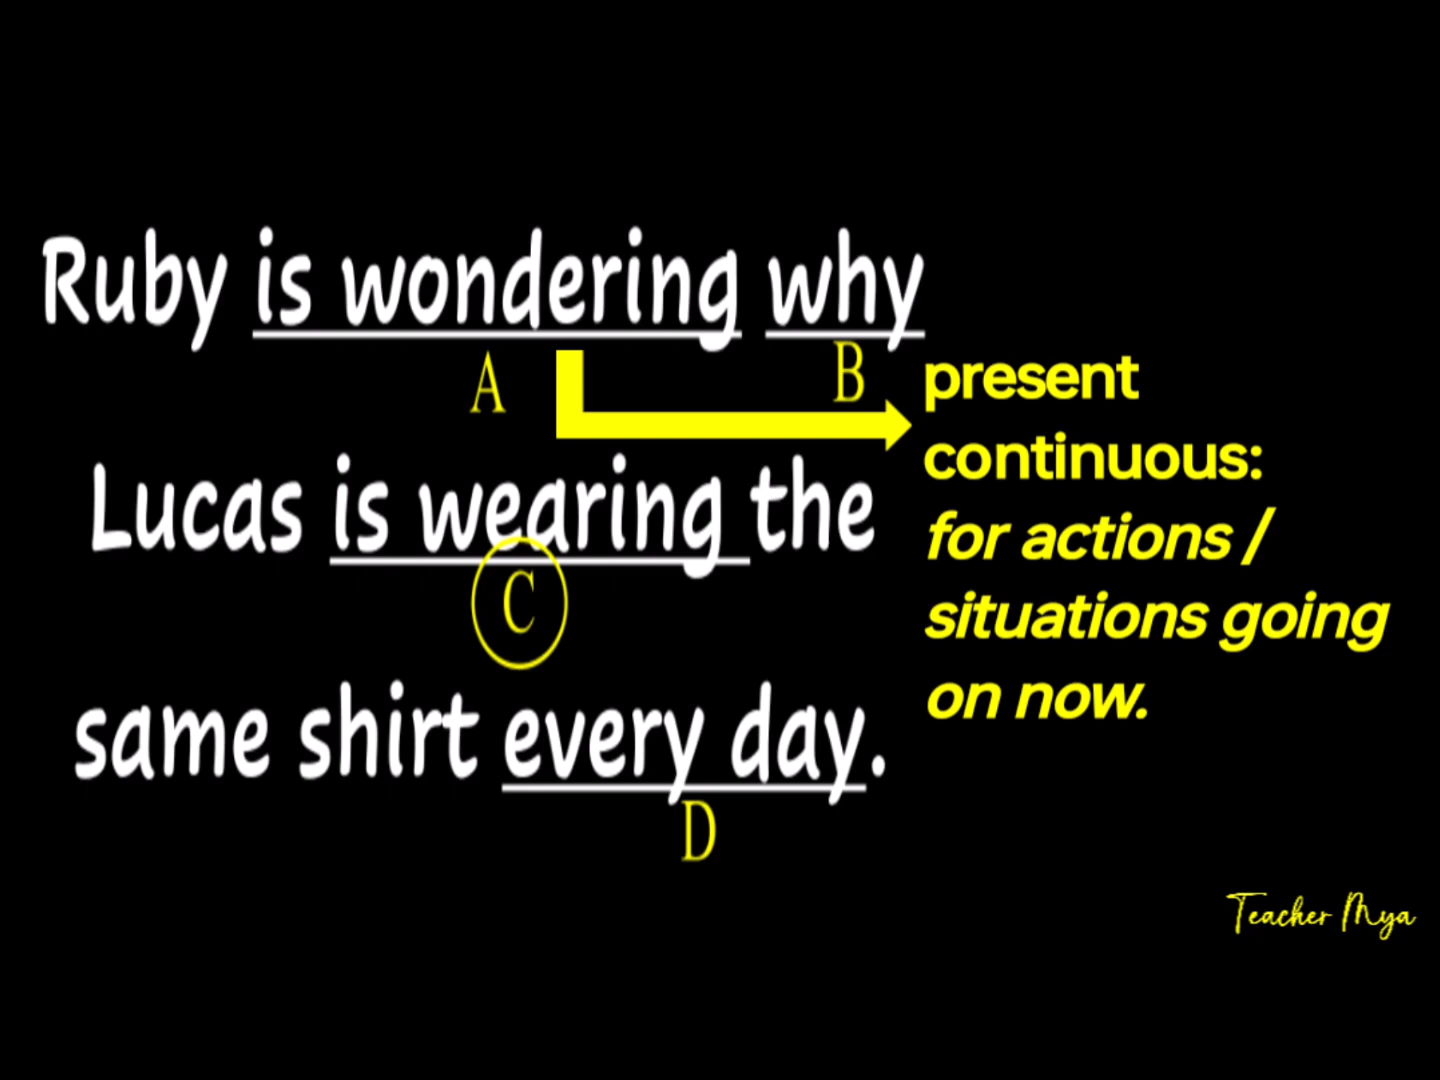 Ruby is wondering why
A
B
present
continuous:
Lucas is wearing the
for actions /
C
situations going
on now.
same shirt every day.
D
Teacher Mya